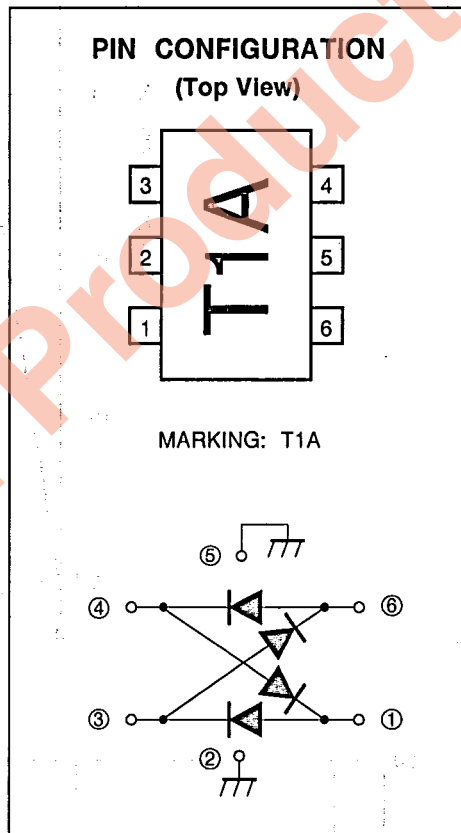 PIN CONFIGURATION
(Top View)
3
4
2
5
1
6
T1A
MARKING: T1A
⑤
④
⑥
③
①
②
Product